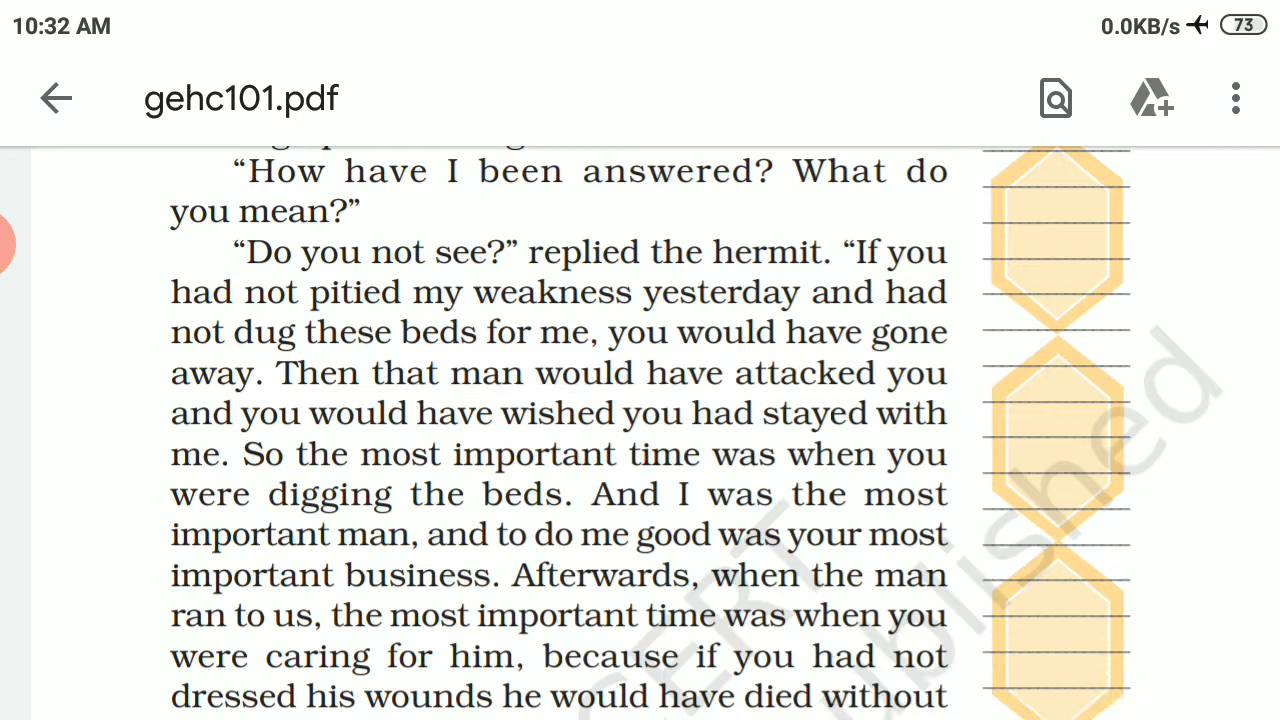 10:32 AM
0.0KB/s
73
gehc101.pdf
“How have I been answered? What do
you mean?”
“Do you not see?” replied the hermit. “If you
had not pitied my weakness yesterday and had
not dug these beds for me, you would have gone
away. Then that man would have attacked you
and you would have wished you had stayed with
me. So the most important time was when you
were digging the beds. And I was the most
important man, and to do me good was your most
important business. Afterwards, when the man
ran to us, the most important time was when you
were caring for him, because if you had not
dressed his wounds he would have died without